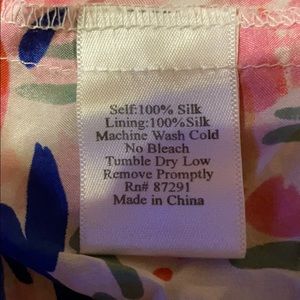 Self:100% Silk
Lining:100%Silk
Machine Wash Cold
No Bleach
Tumble Dry Low
Remove Promptly
Rn# 87291
Made in China